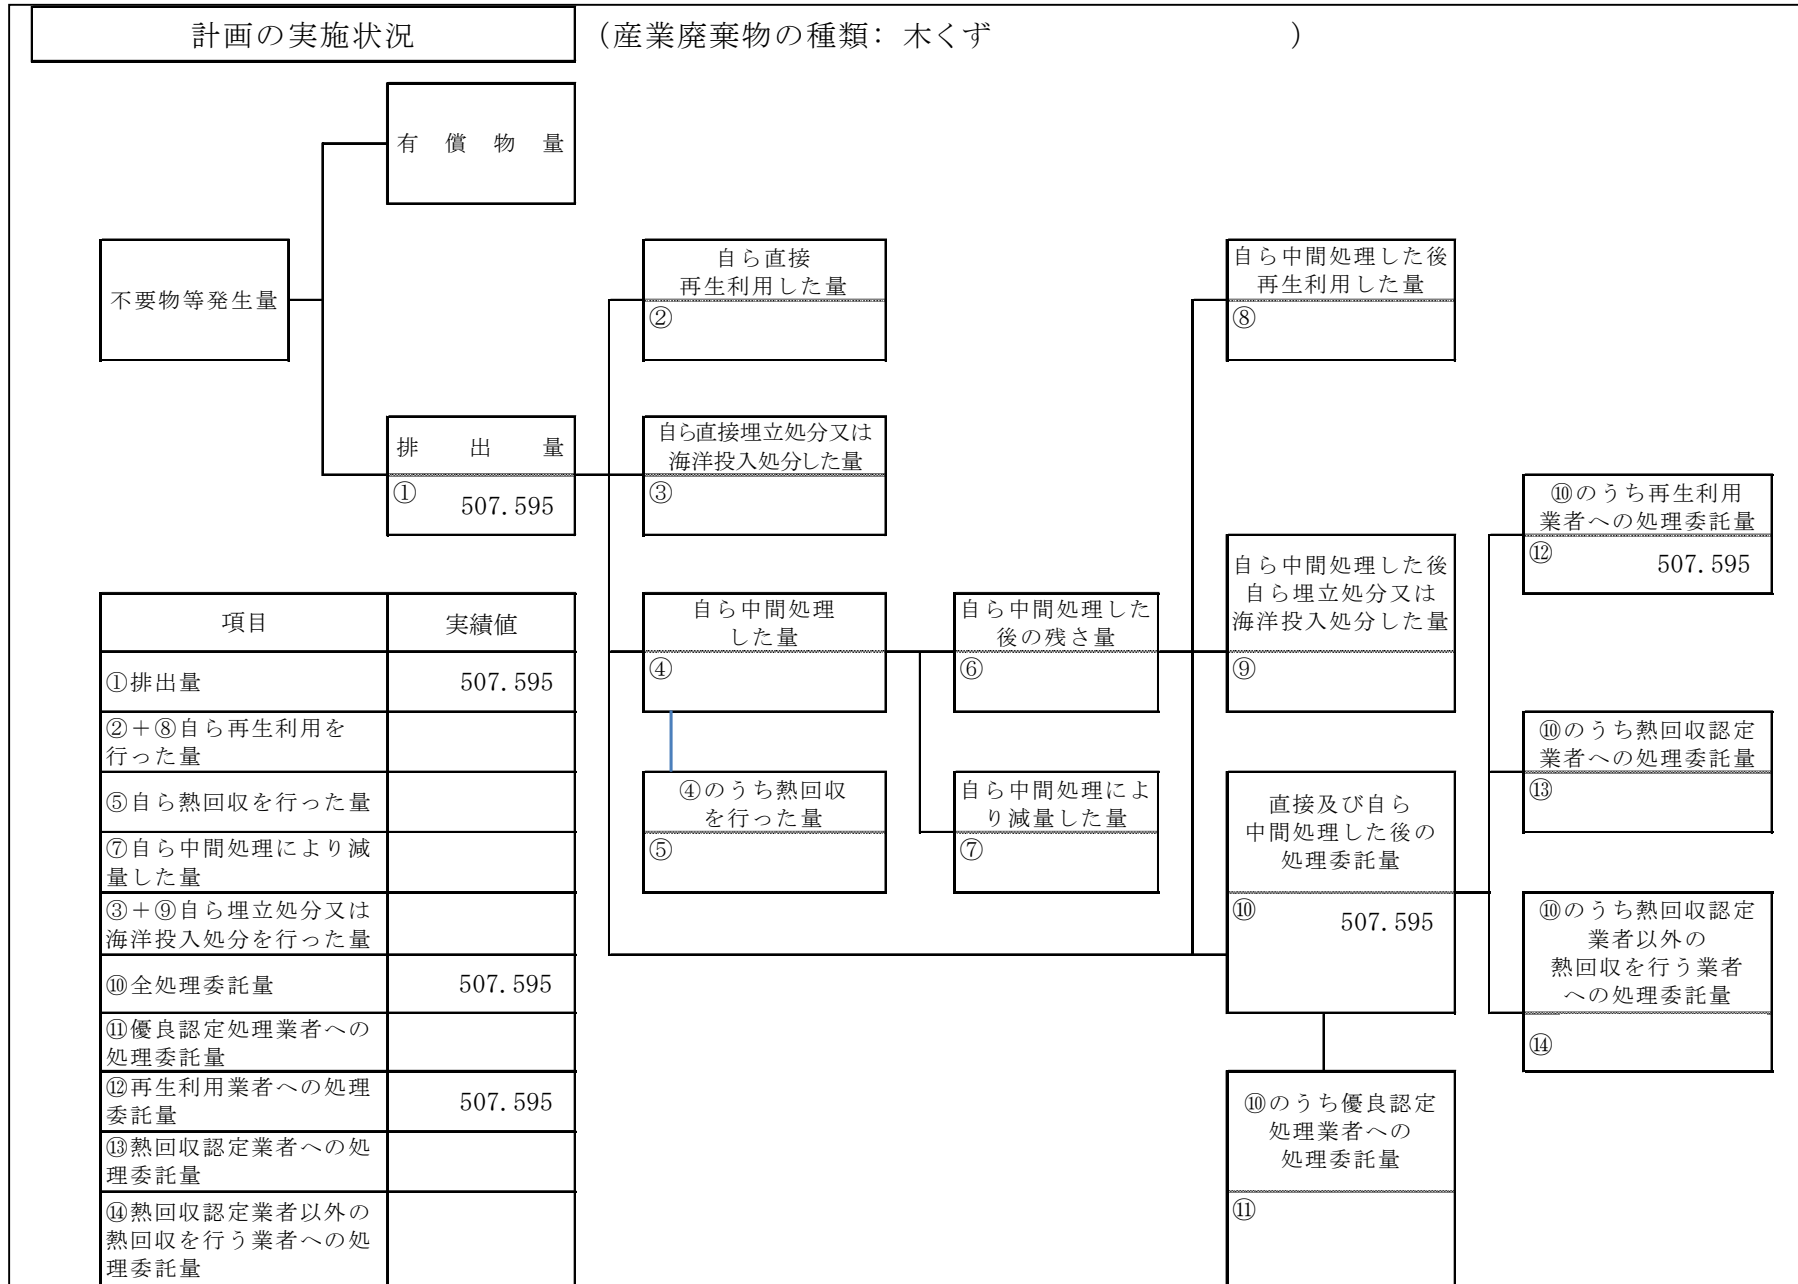 計画の実施状況
（産業廃棄物の種類：木くず　　　　　　　　　　　　）
有償物量
不要物等発生量
自ら直接
再生利用した量
②
自ら中間処理した後
再生利用した量
⑧
排出量
① 507.595
自ら直接埋立処分又は
海洋投入処分した量
③
⑩のうち再生利用
業者への処理委託量
⑫ 507.595
自ら中間処理した後
自ら埋立処分又は
海洋投入処分した量
⑨
自ら中間処理
した量
④
自ら中間処理した
後の残さ量
⑥
⑩のうち熱回収認定
業者への処理委託量
⑬
④のうち熱回収
を行った量
⑤
自ら中間処理によ
り減量した量
⑦
直接及び自ら
中間処理した後の
処理委託量
⑩ 507.595
⑩のうち熱回収認定
業者以外の
熱回収を行う業者
への処理委託量
⑭
⑩のうち優良認定
処理業者への
処理委託量
⑪
項目 実績値
①排出量 507.595
②＋⑧自ら再生利用を
行った量
⑤自ら熱回収を行った量
⑦自ら中間処理により減
量した量
③＋⑨自ら埋立処分又は
海洋投入処分を行った量
⑩全処理委託量 507.595
⑪優良認定処理業者への
処理委託量
⑫再生利用業者への処理
委託量 507.595
⑬熱回収認定業者への処
理委託量
⑭熱回収認定業者以外の
熱回収を行う業者への処
理委託量